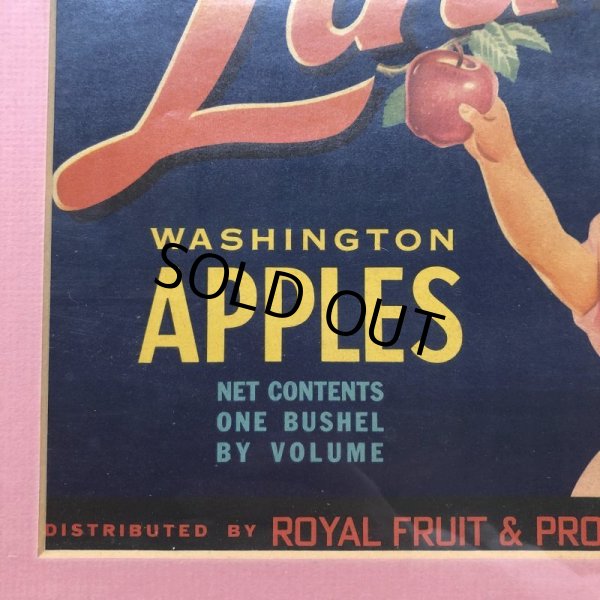 WASHINGTON
APPLES
SOLD OUT
NET CONTENTS
ONE BUSHEL
BY VOLUME
DISTRIBUTED BY ROYAL FRUIT & PRO